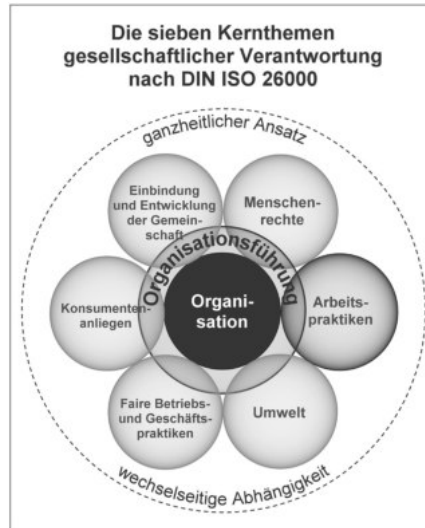 Die sieben Kernthemen
gesellschaftlicher Verantwortung
nach DIN ISO 26000
ganzheitlicher Ansatz
Einbindung
und Entwicklung
der Gemein-
schaft
Menschen-
rechte
Organisationsführung
Konsumenten-
anliegen
Organi-
sation
Arbeits-
praktiken
Faire Betriebs-
und Geschäfts-
praktiken
Umwelt
wechselseitige Abhängigkeit